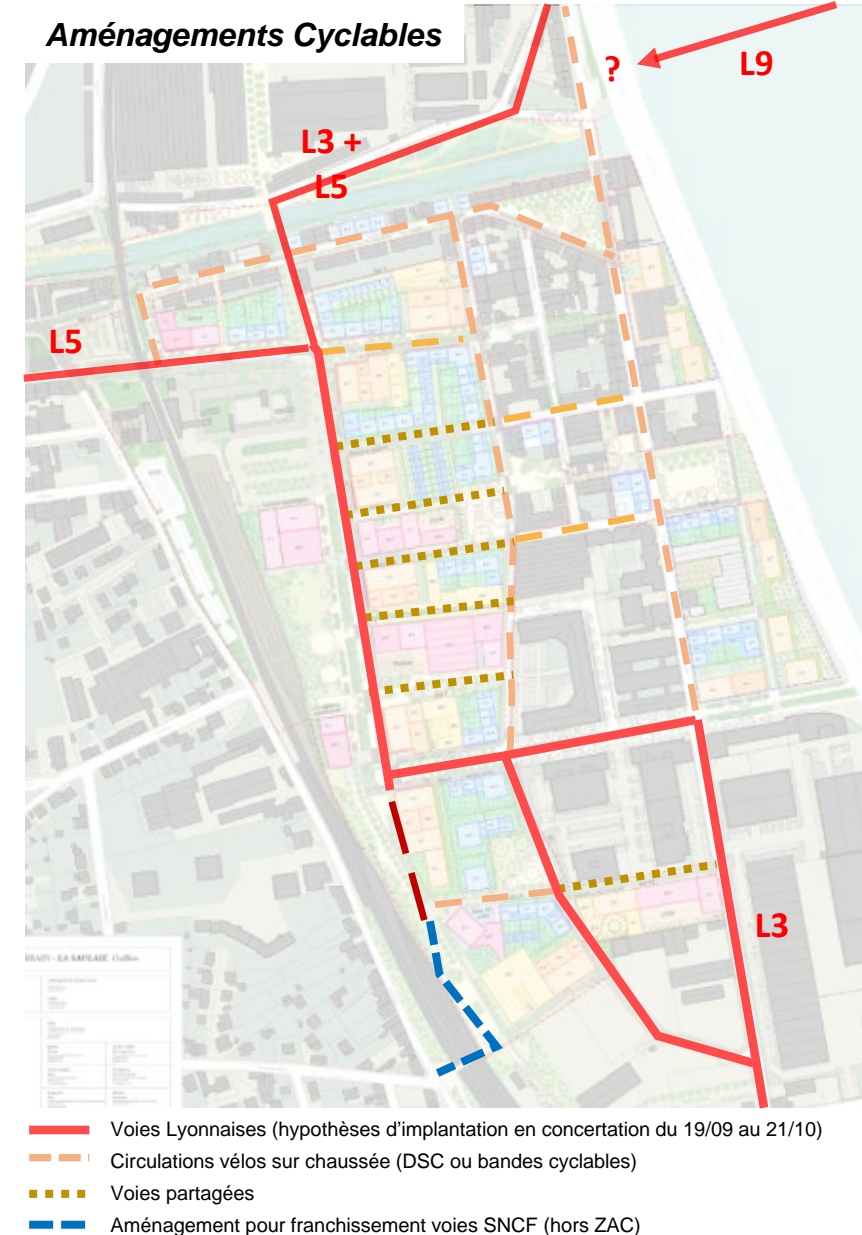 Aménagements Cyclables
?
L9
L3 +
L5
L5
L3
Voies Lyonnaises (hypothèses d'implantation en concertation du 19/09 au 21/10)
Circulations vélos sur chaussée (DSC ou bandes cyclables)
Voies partagées
Aménagement pour franchissement voies SNCF (hors ZAC)